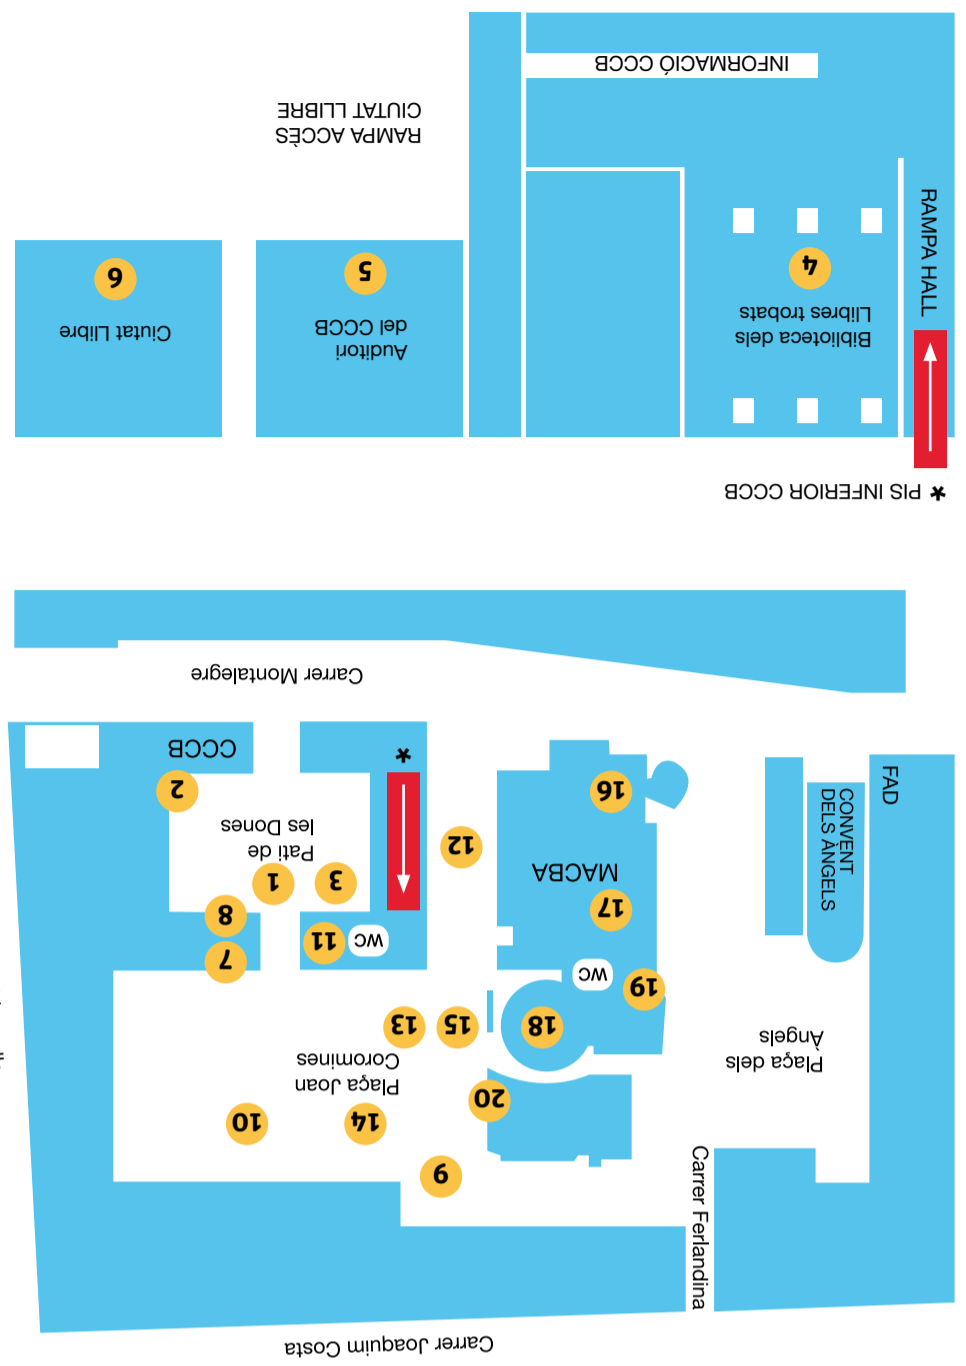 Carrer Joaquim Costa
Carrer Ferlandina
9
14
10
20
Plaça Joan
Coromines
Plaça dels
Àngels
18
15
13
19
WC
7
11
WC
8
17
1
3
MACBA
Pati de
les Dones
12
CONVENT
DELS ÀNGELS
FAD
16
2
*
CCCB
Carrer Montalegre
* PIS INFERIOR CCCB
RAMPA HALL
Biblioteca dels
Llibres trobats
4
Auditori
del CCCB
5
Ciutat Llibre
6
RAMPA ACCÈS
CIUTAT LLIBRE
INFORMACIÓ CCCB